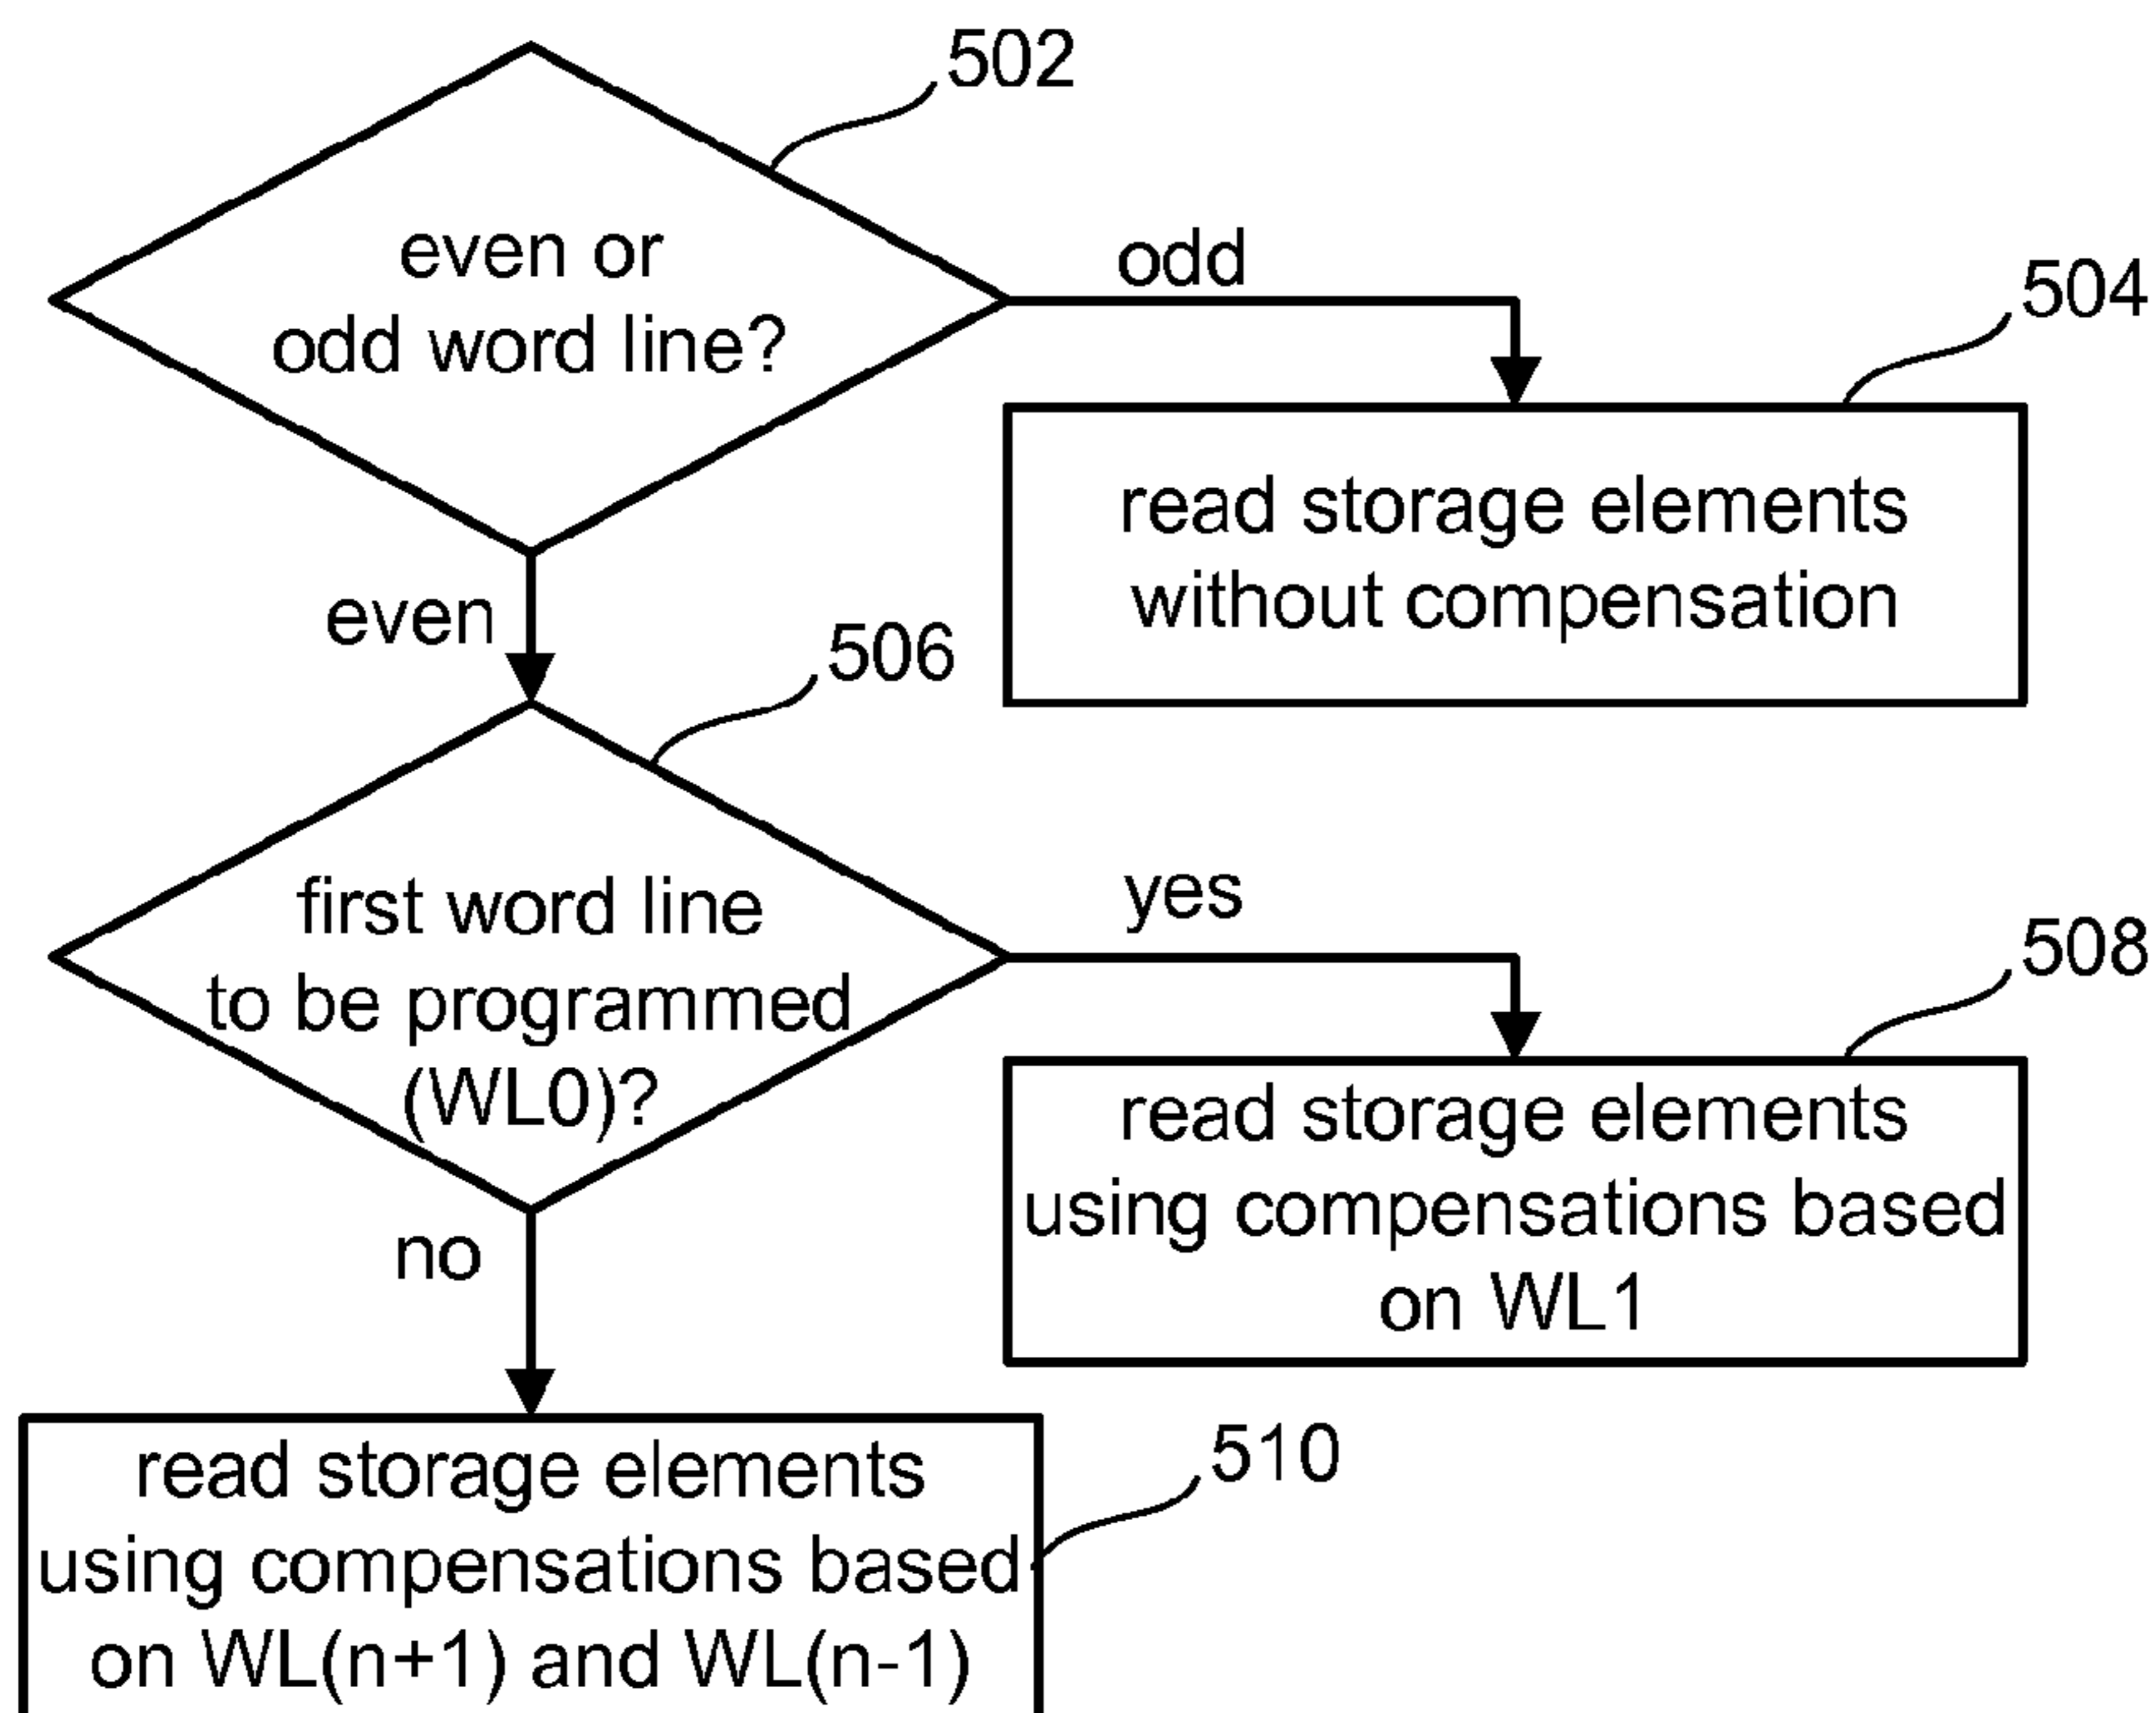 502
even or
odd word line?
odd
504
read storage elements
without compensation
even
506
first word line
to be programmed
(WL0)?
yes
508
read storage elements
using compensations based
on WL1
no
510
read storage elements
using compensations based
on WL(n+1) and WL(n-1)